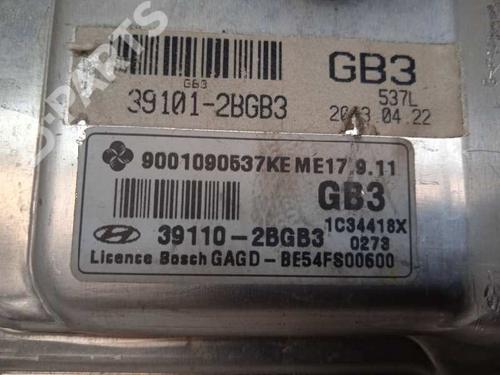 GB3
GB3
39101-2BGB3
537L
2013.04.22
9001090537KE ME17.9.11
GB3
1C34418X
39110-2BGB3
0273
Licence Bosch GAGD-BE54FS00600